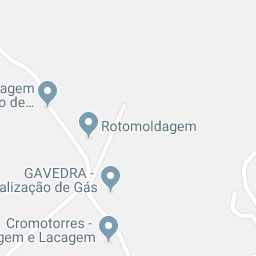 agem
o de...
Rotomoldagem
GAVEDRA -
alização de Gás
Cromotorres -
gem e Lacagem